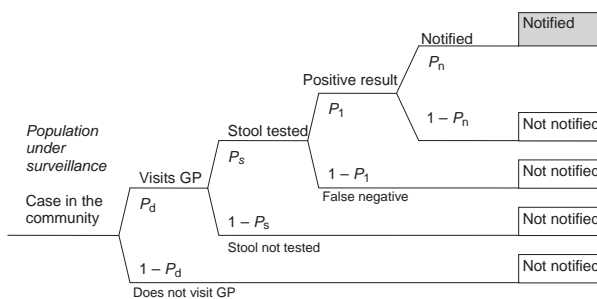 Notified
Notified
Pn
Positive result
P1
1 – Pn
Not notified
Population
under
surveillance
Stool tested
Ps
1 – P1
Not notified
False negative
Visits GP
Case in the
community
Pd
1 – Ps
Not notified
Stool not tested
1 – Pd
Not notified
Does not visit GP